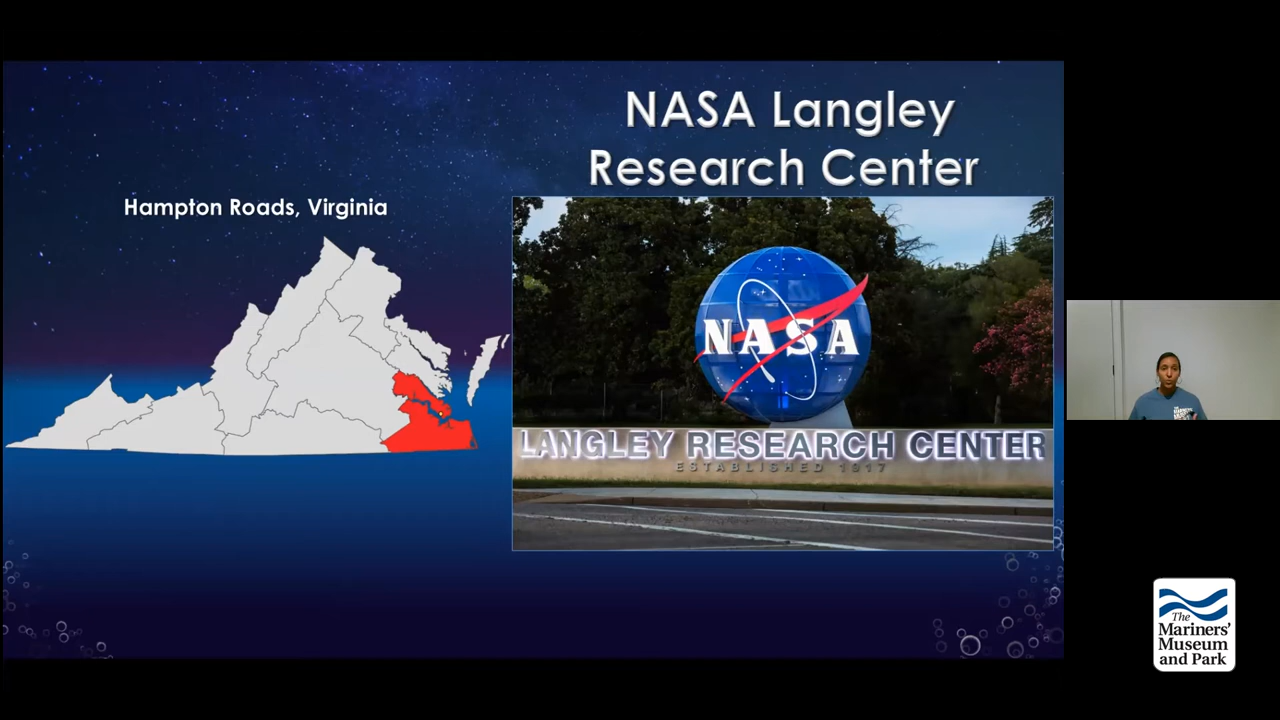 NASA Langley
Research Center
Hampton Roads, Virginia
NASA
LANGLEY RESEARCH CENTER
ESTABLISHED 1917
The
Mariners'
Museum
and Park